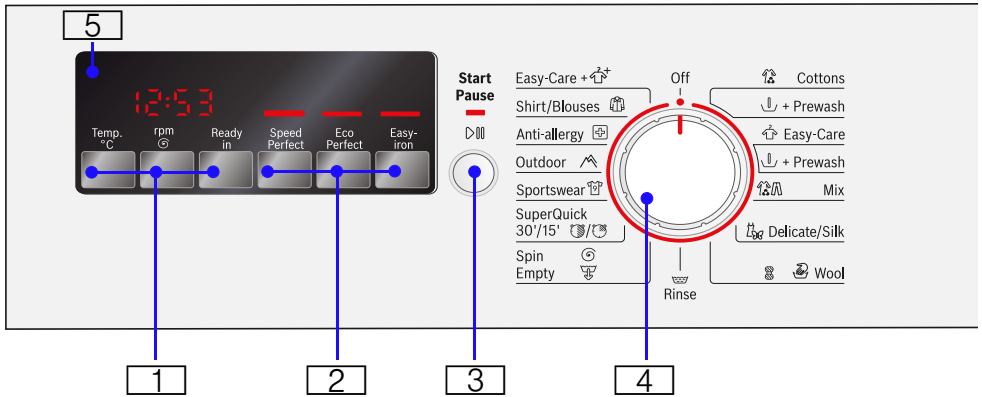 5
12:53
Temp.
°C
rpm
Ready
in
Speed
Perfect
Eco
Perfect
Easy-
iron
Start
Pause
Easy-Care +
Shirt/Blouses
Anti-allergy
Outdoor
Sportswear
SuperQuick
30'/15'
Spin
Empty
Off
Rinse
Cottons
+ Prewash
Easy-Care
+ Prewash
Mix
Delicate/Silk
Wool
1
2
3
4